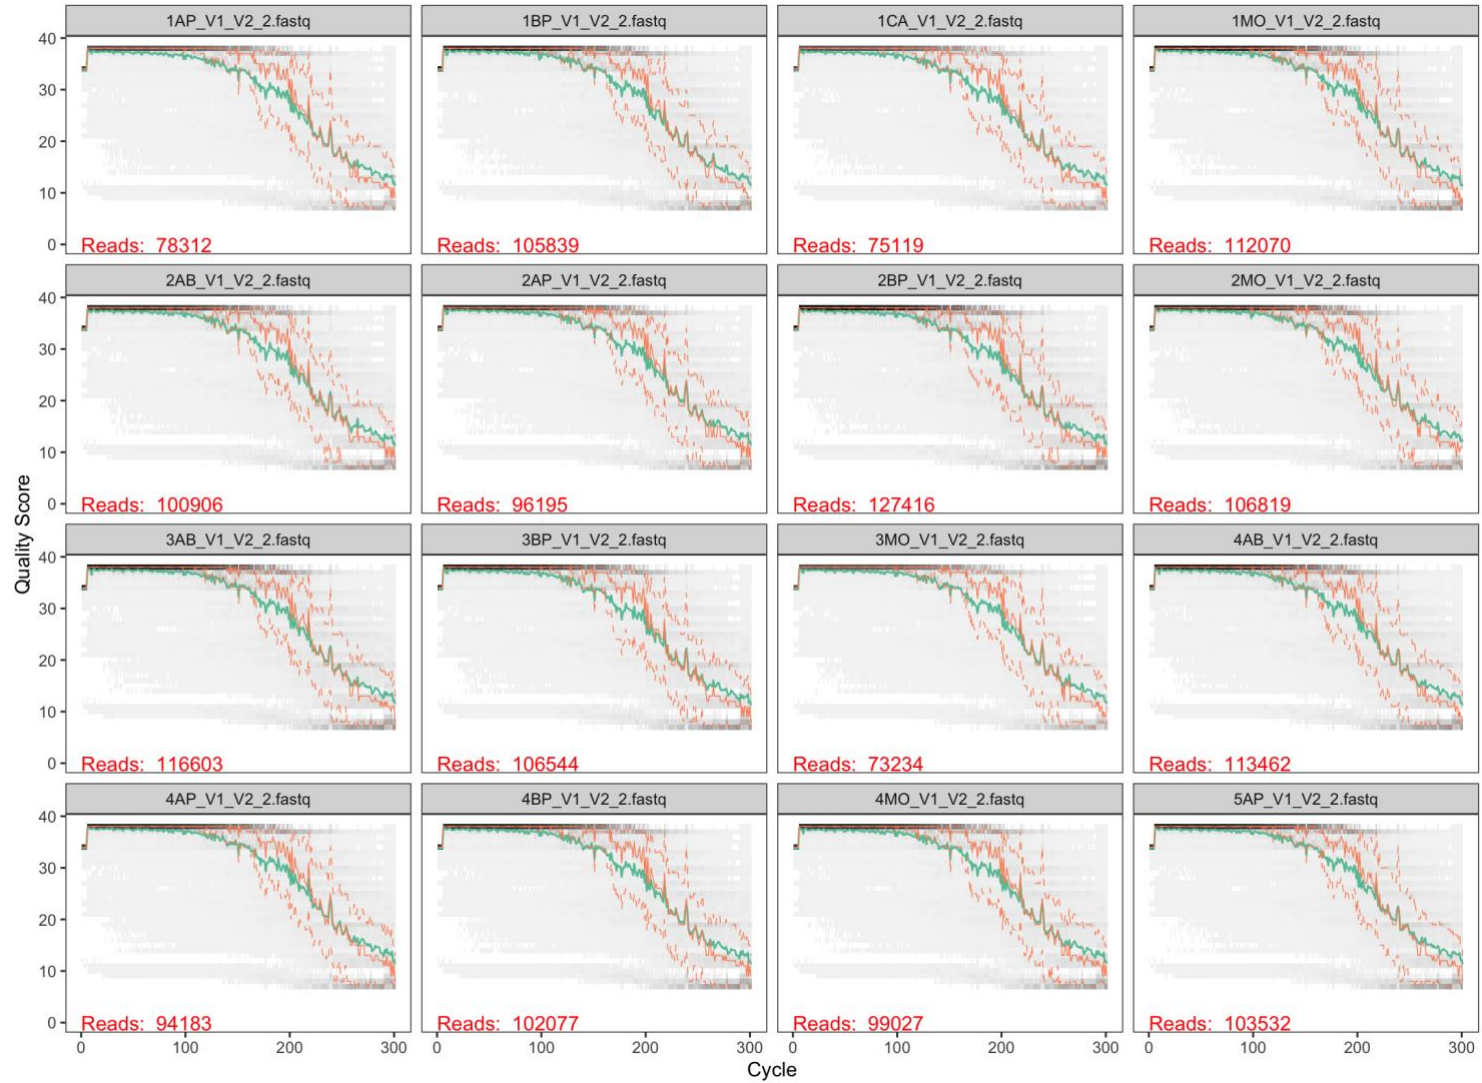 1AP_V1_V2_2.fastq 1BP_V1_V2_2.fastq 1CA_V1_V2_2.fastq 1MO_V1_V2_2.fastq
40
30
20
10
0
Reads: 78312 Reads: 105839 Reads: 75119 Reads: 112070
2AB_V1_V2_2.fastq 2AP_V1_V2_2.fastq 2BP_V1_V2_2.fastq 2MO_V1_V2_2.fastq
40
30
20
10
0
Reads: 100906 Reads: 96195 Reads: 127416 Reads: 106819
Quality Score
3AB_V1_V2_2.fastq 3BP_V1_V2_2.fastq 3MO_V1_V2_2.fastq 4AB_V1_V2_2.fastq
40
30
20
10
0
Reads: 116603 Reads: 106544 Reads: 73234 Reads: 113462
4AP_V1_V2_2.fastq 4BP_V1_V2_2.fastq 4MO_V1_V2_2.fastq 5AP_V1_V2_2.fastq
40
30
20
10
0
Reads: 94183 Reads: 102077 Reads: 99027 Reads: 103532
0 100 200 300 0 100 200 300 0 100 200 300 0 100 200 300
Cycle